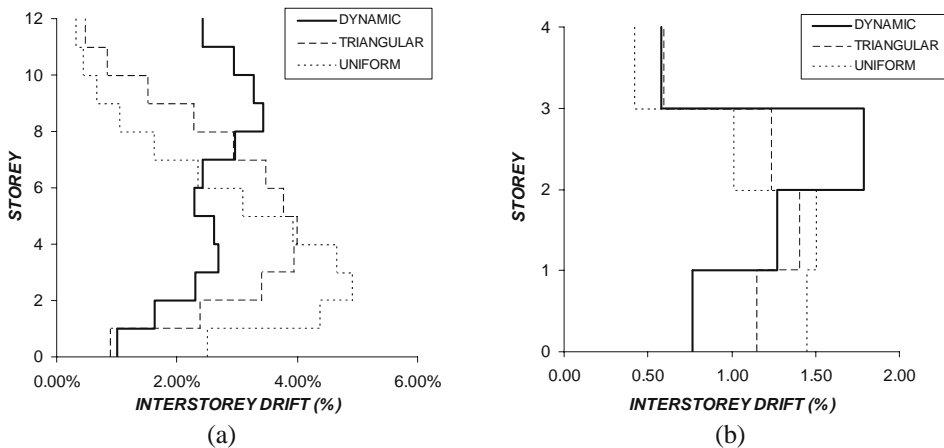 12
10
8
6
4
2
0
STOREY
DYNAMIC
TRIANGULAR
UNIFORM
0.00% 2.00% 4.00% 6.00%
INTERSTOREY DRIFT (%)
(a)
4
3
2
1
0
STOREY
DYNAMIC
TRIANGULAR
UNIFORM
0.00 0.50 1.00 1.50 2.00
INTERSTOREY DRIFT (%)
(b)